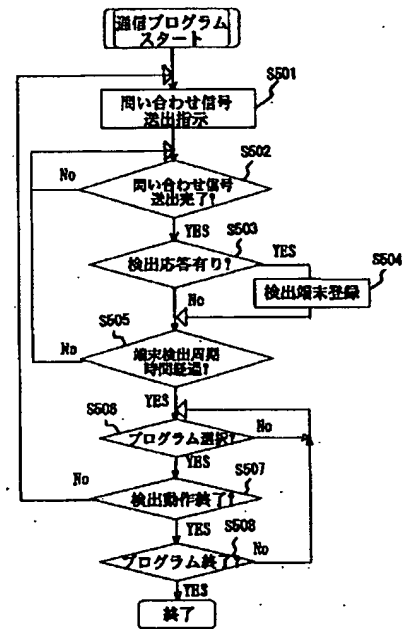 通信プログラム
スタート
S501
問い合わせ信号
送出指示
S502
No
問い合わせ信号
送出完了?
YES
S503
検出応答有り?
YES
S504
検出端末登録
No
S505
No
端末検出周期
時間経過?
YES
S506
プログラム選択?
No
YES
S507
No
検出動作終了?
YES
S508
プログラム終了?
No
YES
終了